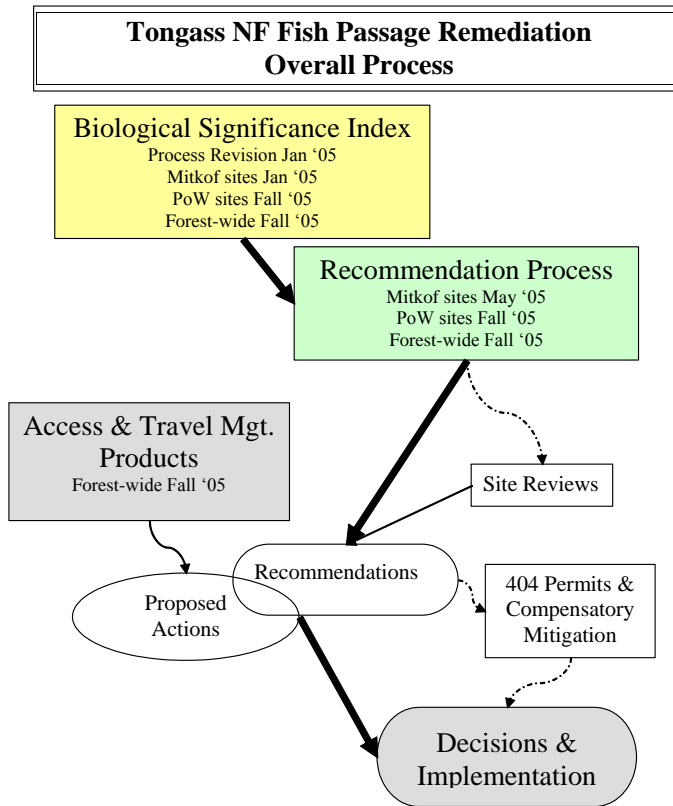 Tongass NF Fish Passage Remediation
Overall Process
Biological Significance Index
Process Revision Jan ‘05
Mitkof sites Jan ‘05
PoW sites Fall ‘05
Forest-wide Fall ‘05
Recommendation Process
Mitkof sites May ‘05
PoW sites Fall ‘05
Forest-wide Fall ‘05
Access & Travel Mgt.
Products
Forest-wide Fall ‘05
Site Reviews
Recommendations
Proposed
Actions
404 Permits &
Compensatory
Mitigation
Decisions &
Implementation